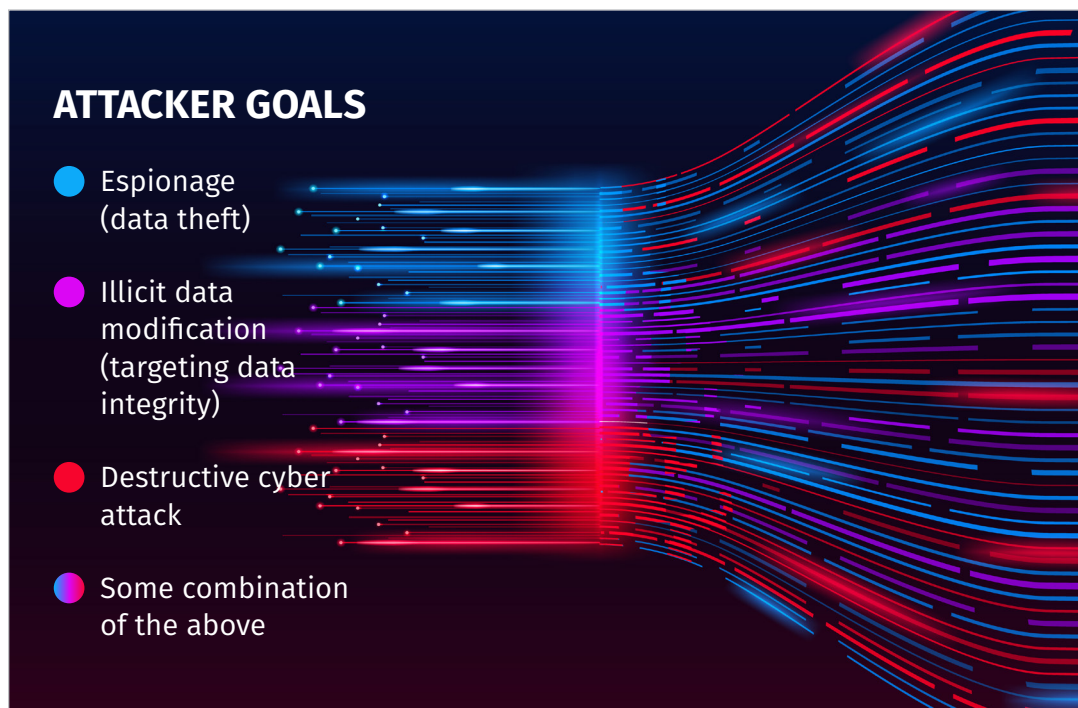 ATTACKER GOALS
Espionage
(data theft)
Illicit data
modification
(targeting data
integrity)
Destructive cyber
attack
Some combination
of the above